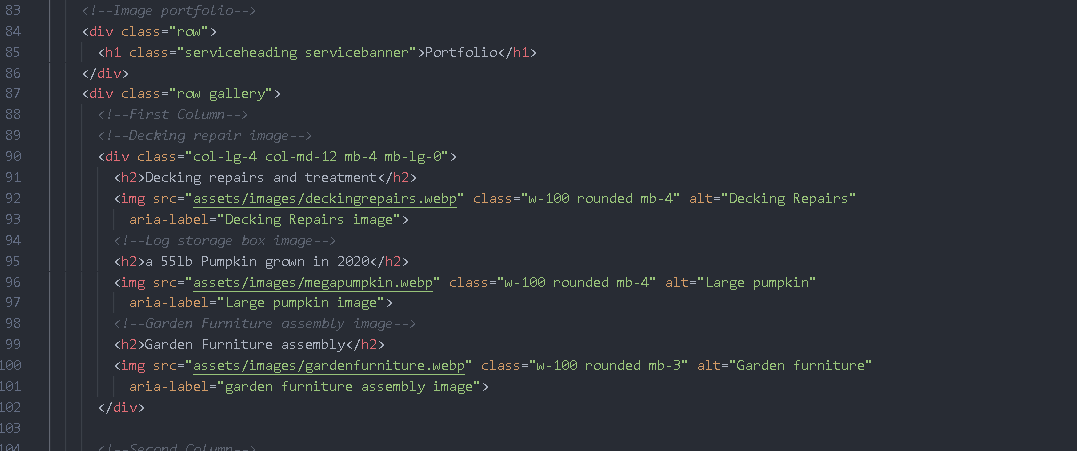 83 <!--Image portfolio-->
84 <div class="row">
85 <h1 class="serviceheading servicebanner">Portfolio</h1>
86 </div>
87 <div class="row gallery">
88 <!--First Column-->
89 <!--Decking repair image-->
90 <div class="col-lg-4 col-md-12 mb-4 mb-lg-0">
91 <h2>Decking repairs and treatment</h2>
92 <img src="assets/images/deckingrepairs.webp" class="w-100 rounded mb-4" alt="Decking Repairs"
93 aria-label="Decking Repairs image">
94 <!--Log storage box image-->
95 <h2>a 55lb Pumpkin grown in 2020</h2>
96 <img src="assets/images/megapumpkin.webp" class="w-100 rounded mb-4" alt="Large pumpkin"
97 aria-label="Large pumpkin image">
98 <!--Garden Furniture assembly image-->
99 <h2>Garden Furniture assembly</h2>
100 <img src="assets/images/gardenfurniture.webp" class="w-100 rounded mb-3" alt="Garden furniture"
101 aria-label="garden furniture assembly image">
102 </div>
103
104 <!--Second Column-->